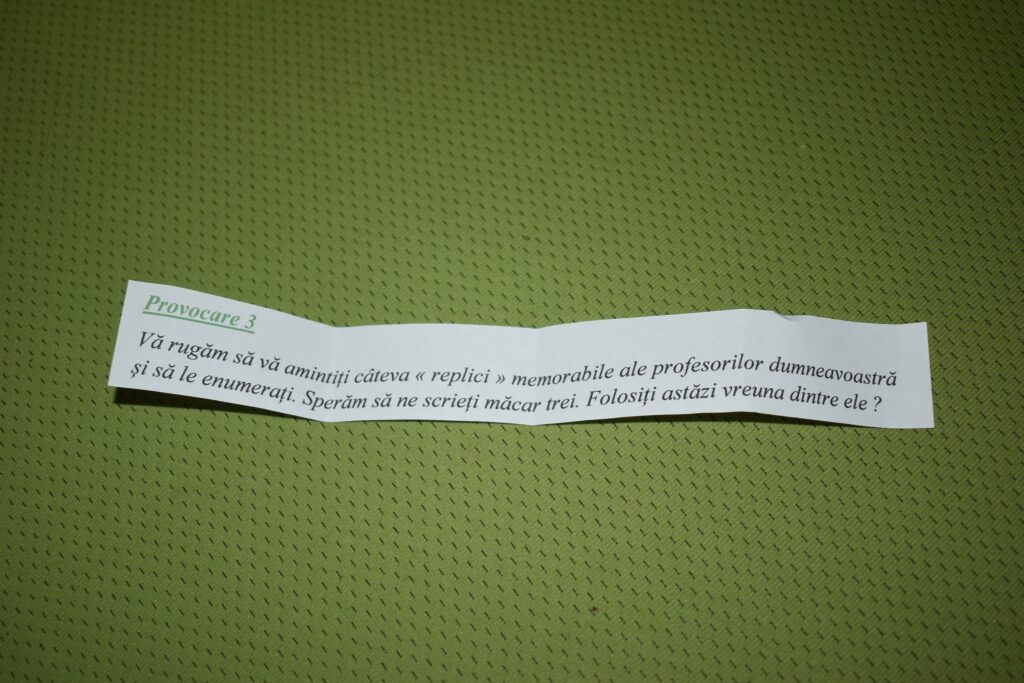 Provocare 3
Vă rugăm să vă amintiți câteva « replici » memorabile ale profesorilor dumneavoastră
și să le enumerați. Sperăm să ne scrieți măcar trei. Folosiți astăzi vreuna dintre ele ?